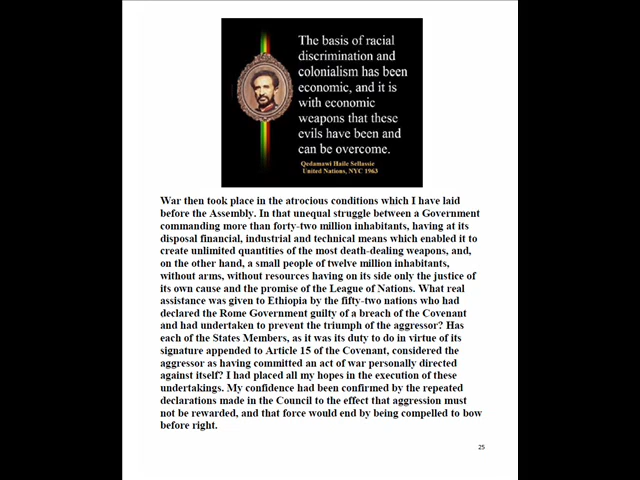 The basis of racial
discrimination and
colonialism has been
economic, and it is
with economic
weapons that these
evils have been and
can be overcome.
Qedamawi Haile Sellassie
United Nations, NYC 1963
War then took place in the atrocious conditions which I have laid
before the Assembly. In that unequal struggle between a Government
commanding more than forty-two million inhabitants, having at its
disposal financial, industrial and technical means which enabled it to
create unlimited quantities of the most death-dealing weapons, and,
on the other hand, a small people of twelve million inhabitants,
without arms, without resources having on its side only the justice of
its own cause and the promise of the League of Nations. What real
assistance was given to Ethiopia by the fifty-two nations who had
declared the Rome Government guilty of a breach of the Covenant
and had undertaken to prevent the triumph of the aggressor? Has
each of the States Members, as it was its duty to do in virtue of its
signature appended to Article 15 of the Covenant, considered the
aggressor as having committed an act of war personally directed
against itself? I had placed all my hopes in the execution of these
undertakings. My confidence had been confirmed by the repeated
declarations made in the Council to the effect that aggression must
not be rewarded, and that force would end by being compelled to bow
before right.
25